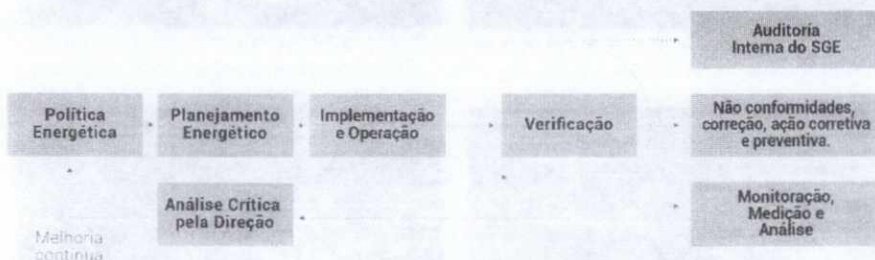 Auditoria
Interna do SGE
Política
Energética
Planejamento
Energético
Implementação
e Operação
Verificação
Não conformidades,
correção, ação corretiva
e preventiva.
Análise Crítica
pela Direção
Monitoração,
Medição e
Análise
Melhoria
contínua